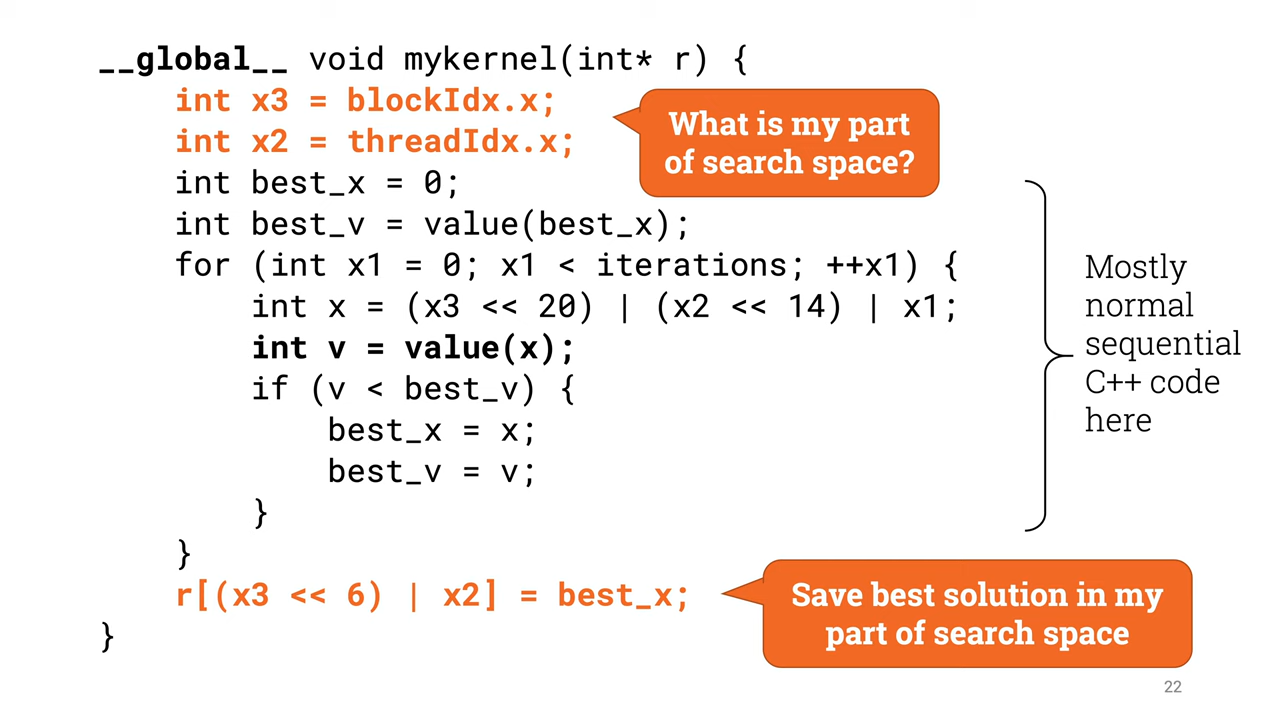 __global__ void mykernel(int* r) {
    int x3 = blockIdx.x;
    int x2 = threadIdx.x;
What is my part
of search space?
    int best_x = 0;
    int best_v = value(best_x);
    for (int x1 = 0; x1 < iterations; ++x1) {
        int x = (x3 << 20) | (x2 << 14) | x1;
        int v = value(x);
        if (v < best_v) {
            best_x = x;
            best_v = v;
        }
    }
Mostly
normal
sequential
C++ code
here
    r[(x3 << 6) | x2] = best_x;
Save best solution in my
part of search space
}
22